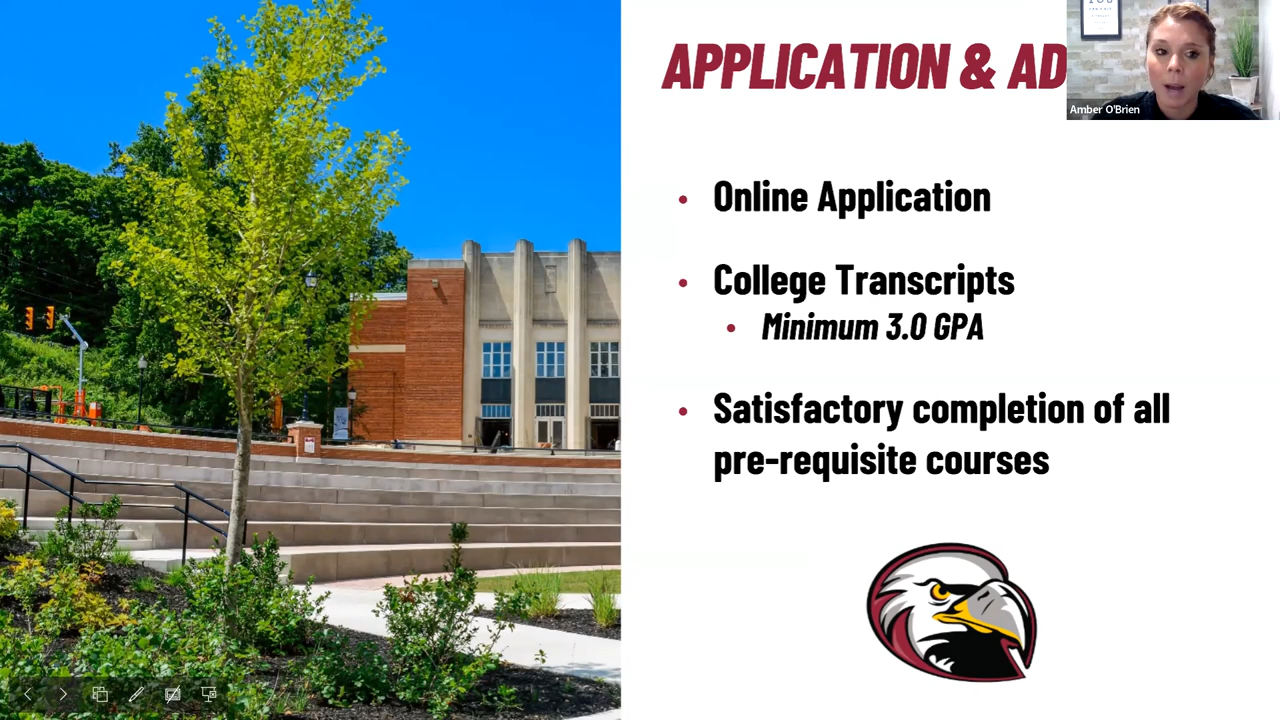 APPLICATION & AD
Amber O'Brien
• Online Application
• College Transcripts
• Minimum 3.0 GPA
• Satisfactory completion of all
pre-requisite courses